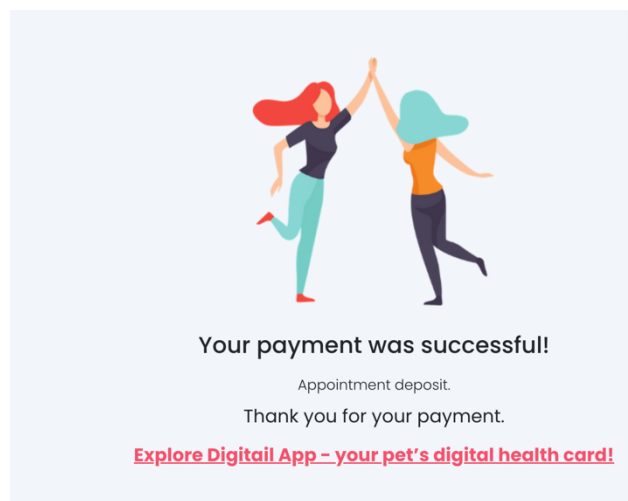 Your payment was successful!
Appointment deposit.
Thank you for your payment.
Explore Digitail App - your pet’s digital health card!